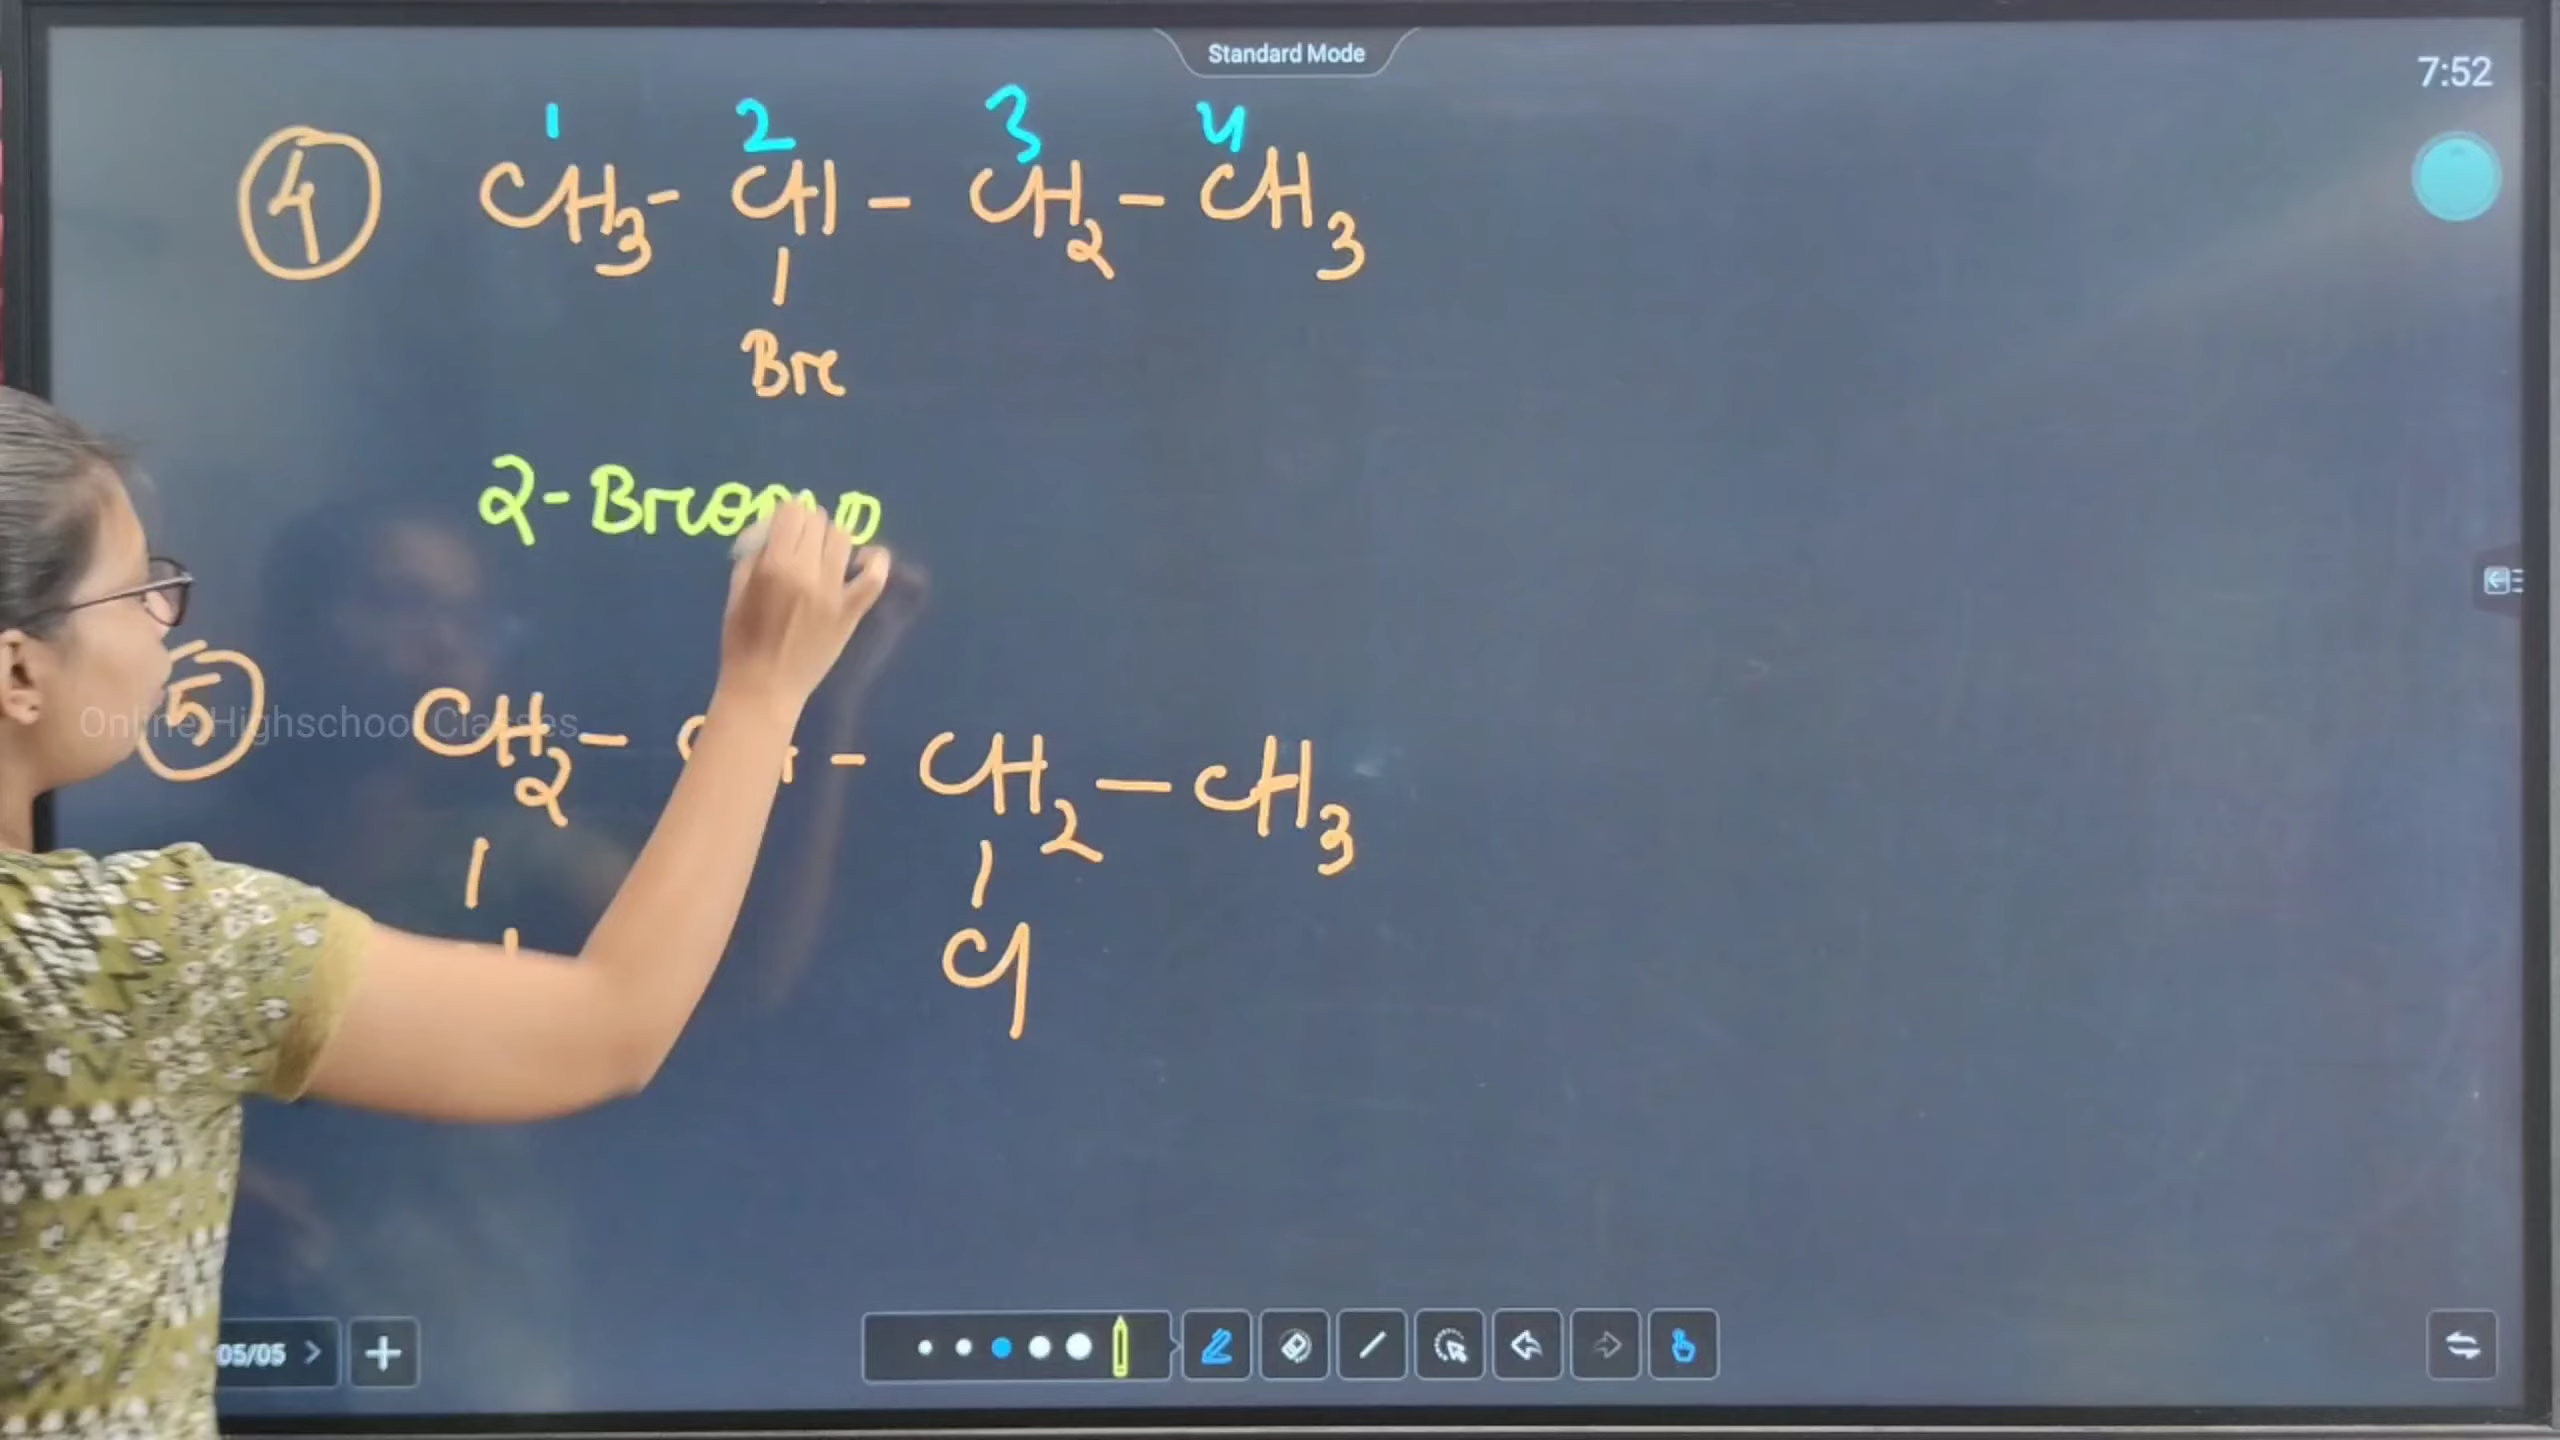 Standard Mode
7:52
1 2 3 4
4 CH3 - CH - CH2 - CH3
Br
2-Bromo
5 CH2 - CH - CH2 - CH3
Cl
Online Highschool Classes
05/05